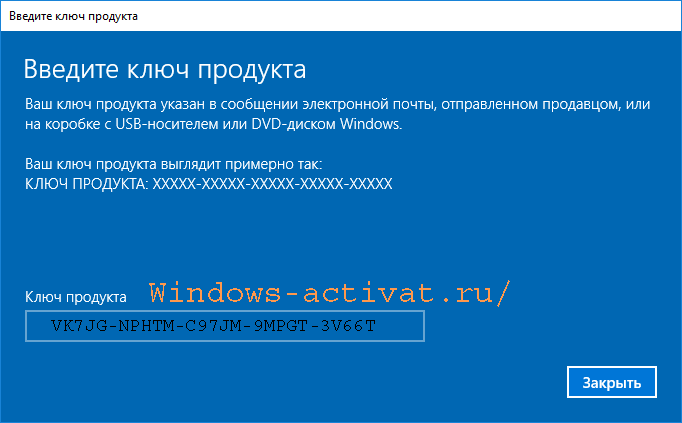 Введите ключ продукта
Введите ключ продукта
Ваш ключ продукта указан в сообщении электронной почты, отправленном продавцом, или
на коробке с USB-носителем или DVD-диском Windows.
Ваш ключ продукта выглядит примерно так:
КЛЮЧ ПРОДУКТА: XXXXX-XXXXX-XXXXX-XXXXX-XXXXX
Ключ продукта Windows-activat.ru/
VK7JG-NPHTM-C97JM-9MPGT-3V66T
Закрыть